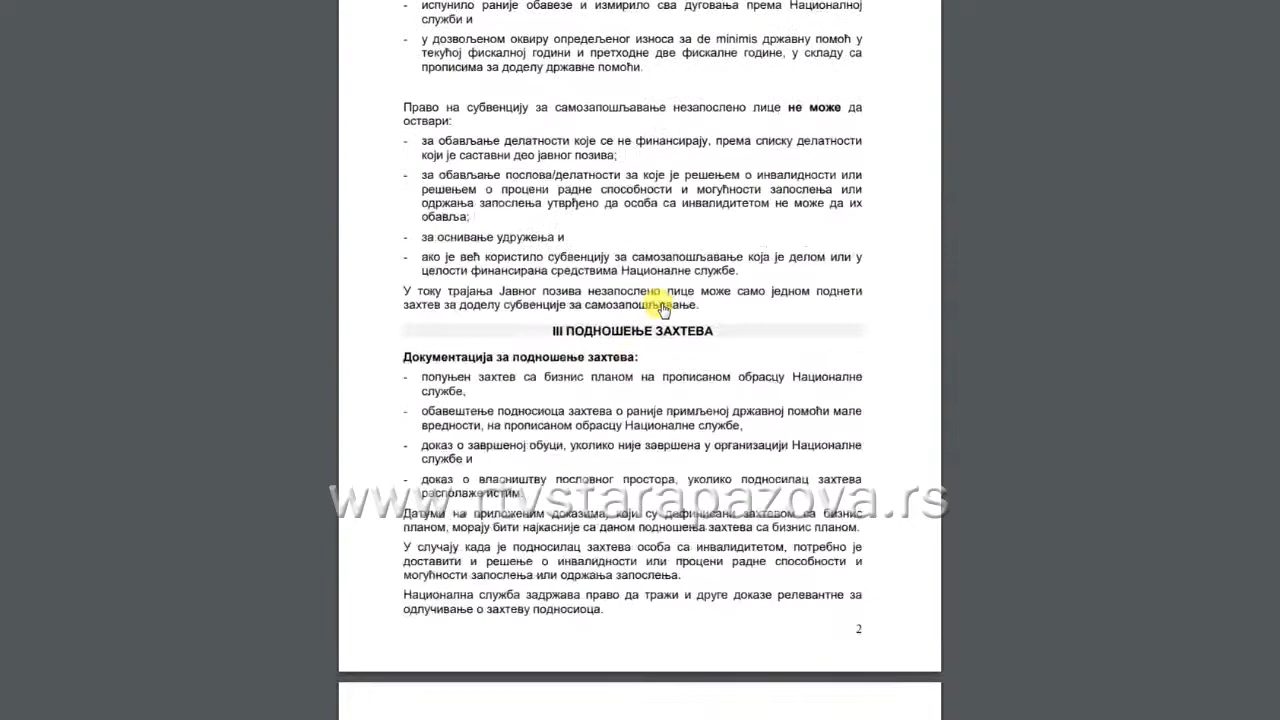 - испунило раније обавезе и измирило сва дуговања према Националној
служби и
- у дозвољеном оквиру опредељеног износа за de minimis државну помоћ у
текућој фискалној години и претходне две фискалне године, у складу са
прописима за доделу државне помоћи.
Право на субвенцију за самозапошљавање незапослено лице не може да
оствари:
- за обављање делатности које се не финансирају, према списку делатности
који је саставни део јавног позива;
- за обављање послова/делатности за које је решењем о инвалидности или
решењем о процени радне способности и могућности запослења или
одржања запослења утврђено да особа са инвалидитетом не може да их
обавља;
- за оснивање удружења и
- ако је већ користило субвенцију за самозапошљавање која је делом или у
целости финансирана средствима Националне службе.
У току трајања Јавног позива незапослено лице може само једном поднети
захтев за доделу субвенције за самозапошљавање.
III ПОДНОШЕЊЕ ЗАХТЕВА
Документација за подношење захтева:
- попуњен захтев са бизнис планом на прописаном обрасцу Националне
службе,
- обавештење подносиоца захтева о раније примљеној државној помоћи мале
вредности, на прописаном обрасцу Националне службе,
- доказ о завршеној обуци, уколико није завршена у организацији Националне
службе и
- доказ о власништву пословног простора, уколико подносилац захтева
располаже истим.
www.rtvstarapazova.rs
Датуми на приложеним доказима, који су дефинисани захтевом са бизнис
планом, морају бити најкасније са даном подношења захтева са бизнис планом.
У случају када је подносилац захтева особа са инвалидитетом, потребно је
доставити и решење о инвалидности или процени радне способности и
могућности запослења или одржања запослења.
Национална служба задржава право да тражи и друге доказе релевантне за
одлучивање о захтеву подносиоца.
2